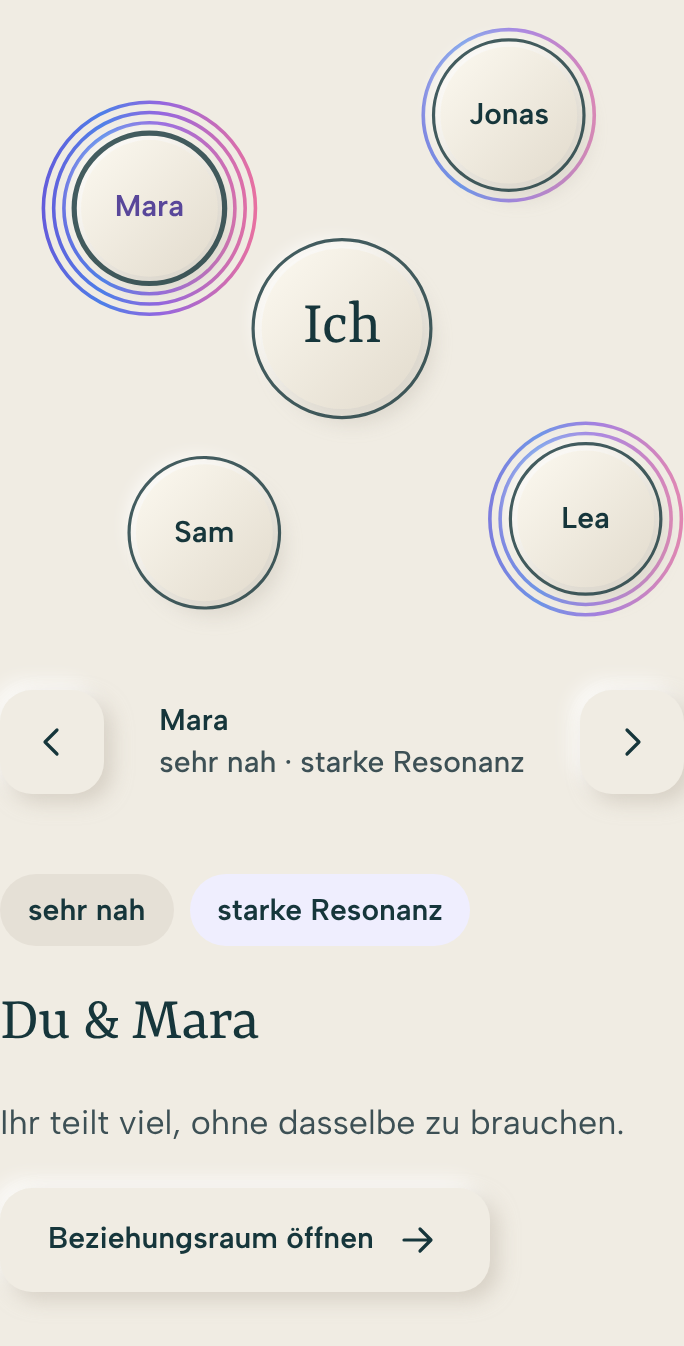 Jonas
Mara
Ich
Sam
Lea
Mara
sehr nah · starke Resonanz
sehr nah
starke Resonanz
Du & Mara
Ihr teilt viel, ohne dasselbe zu brauchen.
Beziehungsraum öffnen